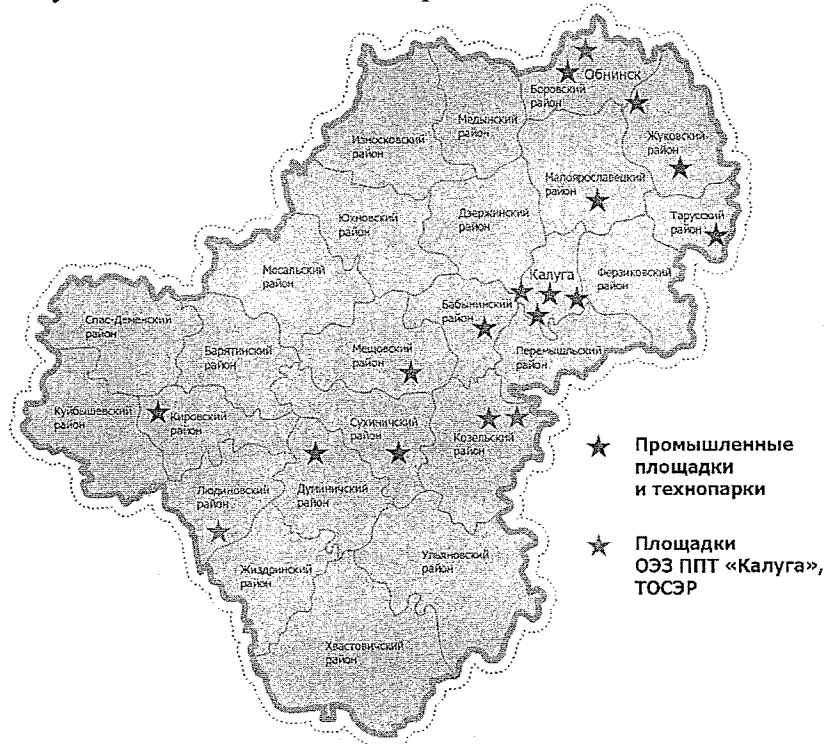 Обнинск
Боровский
район
Медынский
район
Износковский
район
Жуковский
район
Малоярославецкий
район
Тарусский
район
Юхновский
район
Дзержинский
район
Калуга
Ферзиковский
район
Мосальский
район
Бабынинский
район
Спас-Деменский
район
Барятинский
район
Мещовский
район
Перемышльский
район
Куйбышевский
район
Кировский
район
Сухиничский
район
Козельский
район
Людиновский
район
Думиничский
район
Ульяновский
район
Жиздринский
район
Хвастовичский
район
Промышленные
площадки
и технопарки
Площадки
ОЭЗ ППТ «Калуга»,
ТОСЭР